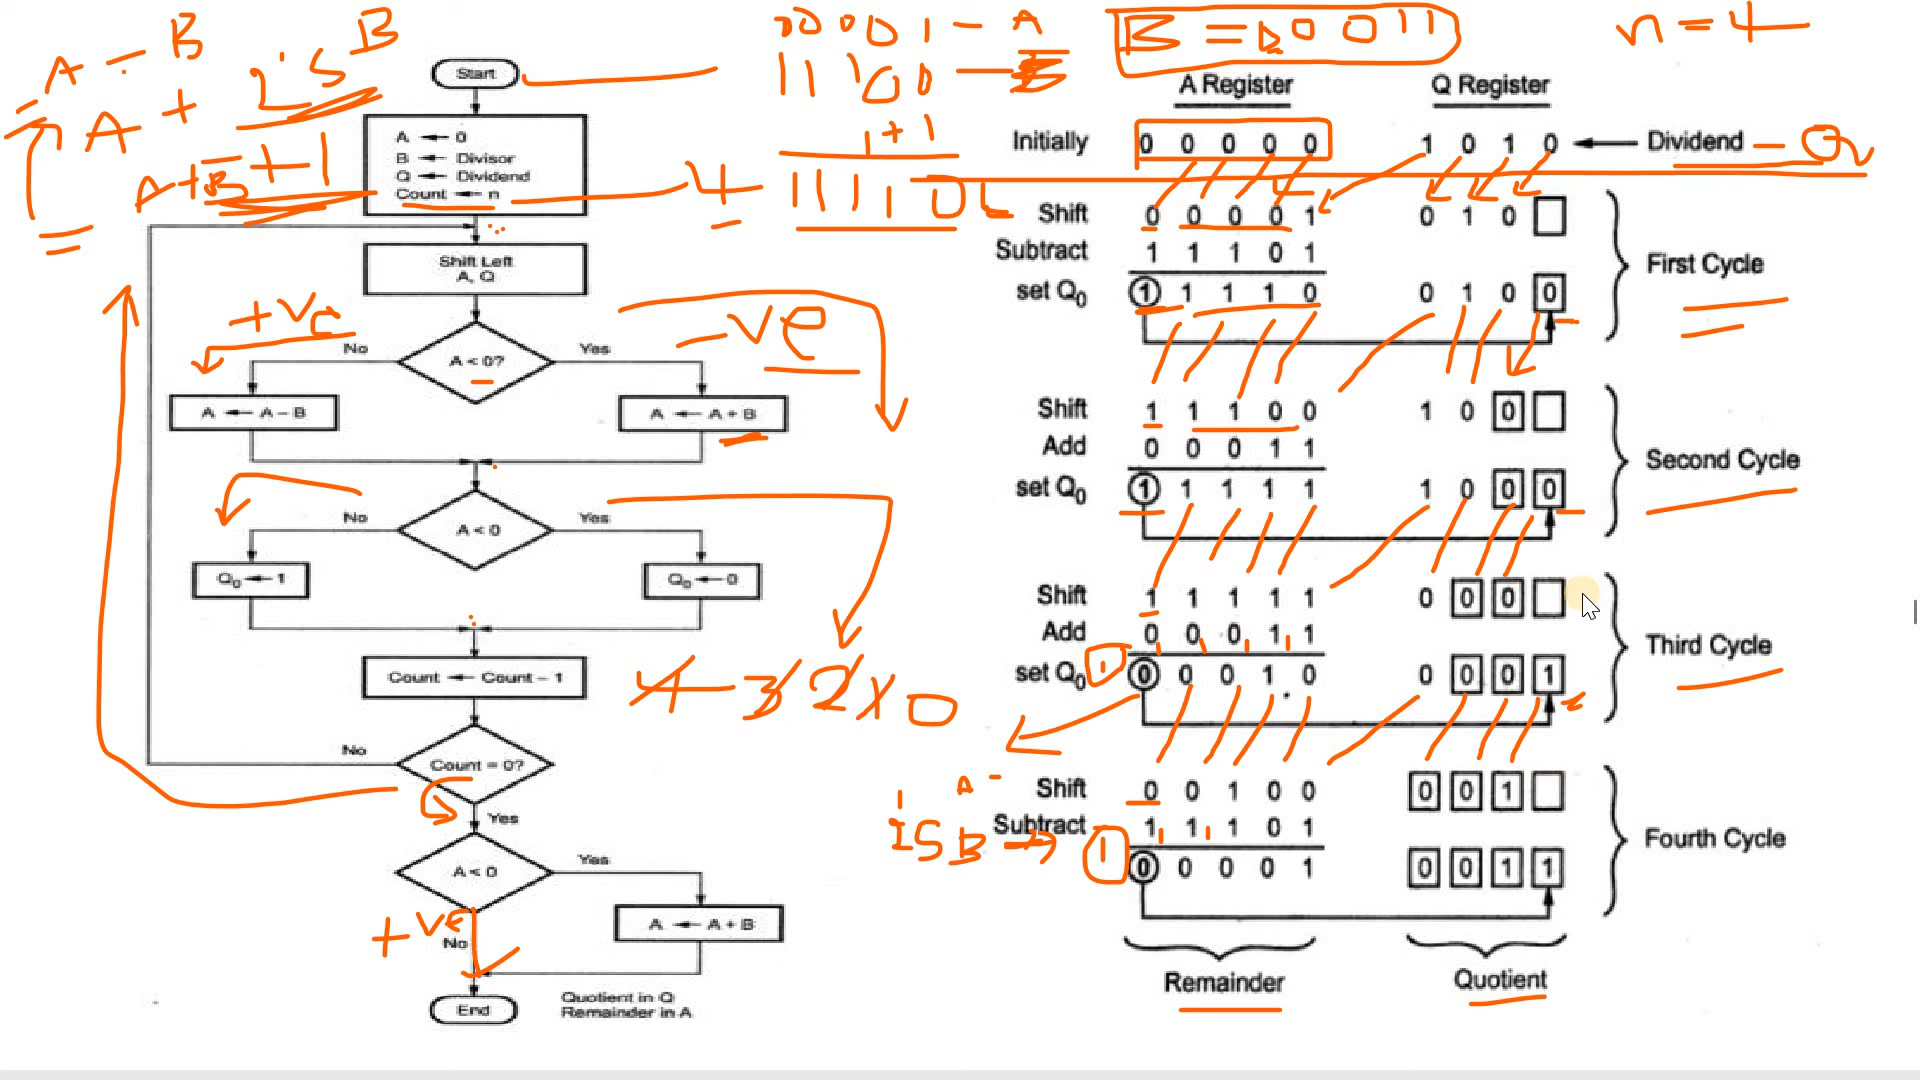 A - B
= A + 2's B
A + B̅ + 1
Start
A ← 0
B ← Divisor
Q ← Dividend
Count ← n
4
Shift Left
A, Q
+ve
-ve
No
A < 0?
Yes
A ← A - B
A ← A + B
No
A < 0
Yes
Q₀ ← 1
Q₀ ← 0
Count ← Count - 1
4 3 2 1 0
No
Count = 0?
Yes
A < 0
Yes
+ve
No
A ← A + B
End
Quotient in Q
Remainder in A
00001 - A
11100
1+1
11110
B = 00011
n = 4
A Register Q Register
Initially 0 0 0 0 0 1 0 1 0 ← Dividend - Q
Shift 0 0 0 0 1 0 1 0
Subtract 1 1 1 0 1
set Q₀ 1 1 1 1 0 0 1 0 0
First Cycle
Shift 1 1 1 0 0 1 0 0
Add 0 0 0 1 1
set Q₀ 1 1 1 1 1 1 0 0 0
Second Cycle
Shift 1 1 1 1 1 0 0 0
Add 0 0 0 1 1
set Q₀ 1 0 0 0 1 0 0 0 0 1
Third Cycle
A -
Shift 0 0 1 0 0 0 0 1
Subtract 1 1 1 0 1
1 0 0 0 0 1 0 0 1 1
Fourth Cycle
Remainder Quotient